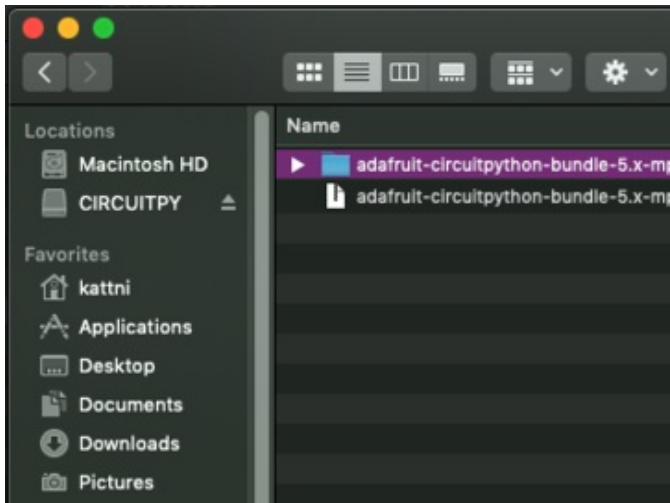 Locations
Macintosh HD
CIRCUITPY
Favorites
kattni
Applications
Desktop
Documents
Downloads
Pictures
Name
adafruit-circuitpython-bundle-5.x-mp
adafruit-circuitpython-bundle-5.x-mp